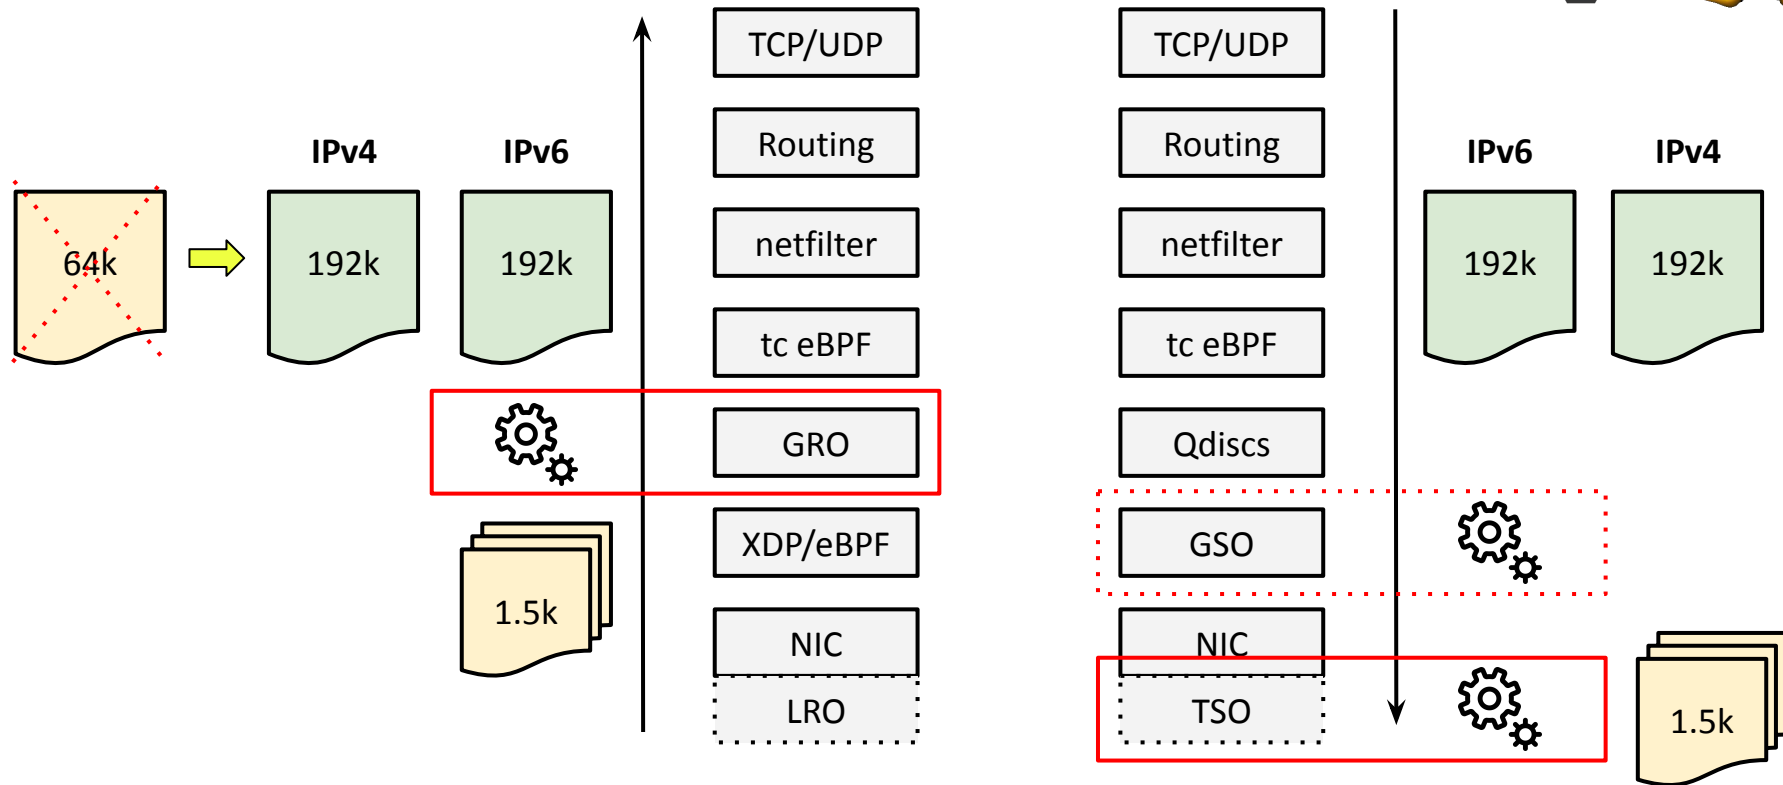 TCP/UDP
TCP/UDP
Routing
Routing
IPv4
IPv6
IPv6
IPv4
64k
192k
192k
netfilter
netfilter
192k
192k
tc eBPF
tc eBPF
GRO
Qdiscs
XDP/eBPF
GSO
1.5k
NIC
NIC
LRO
TSO
1.5k